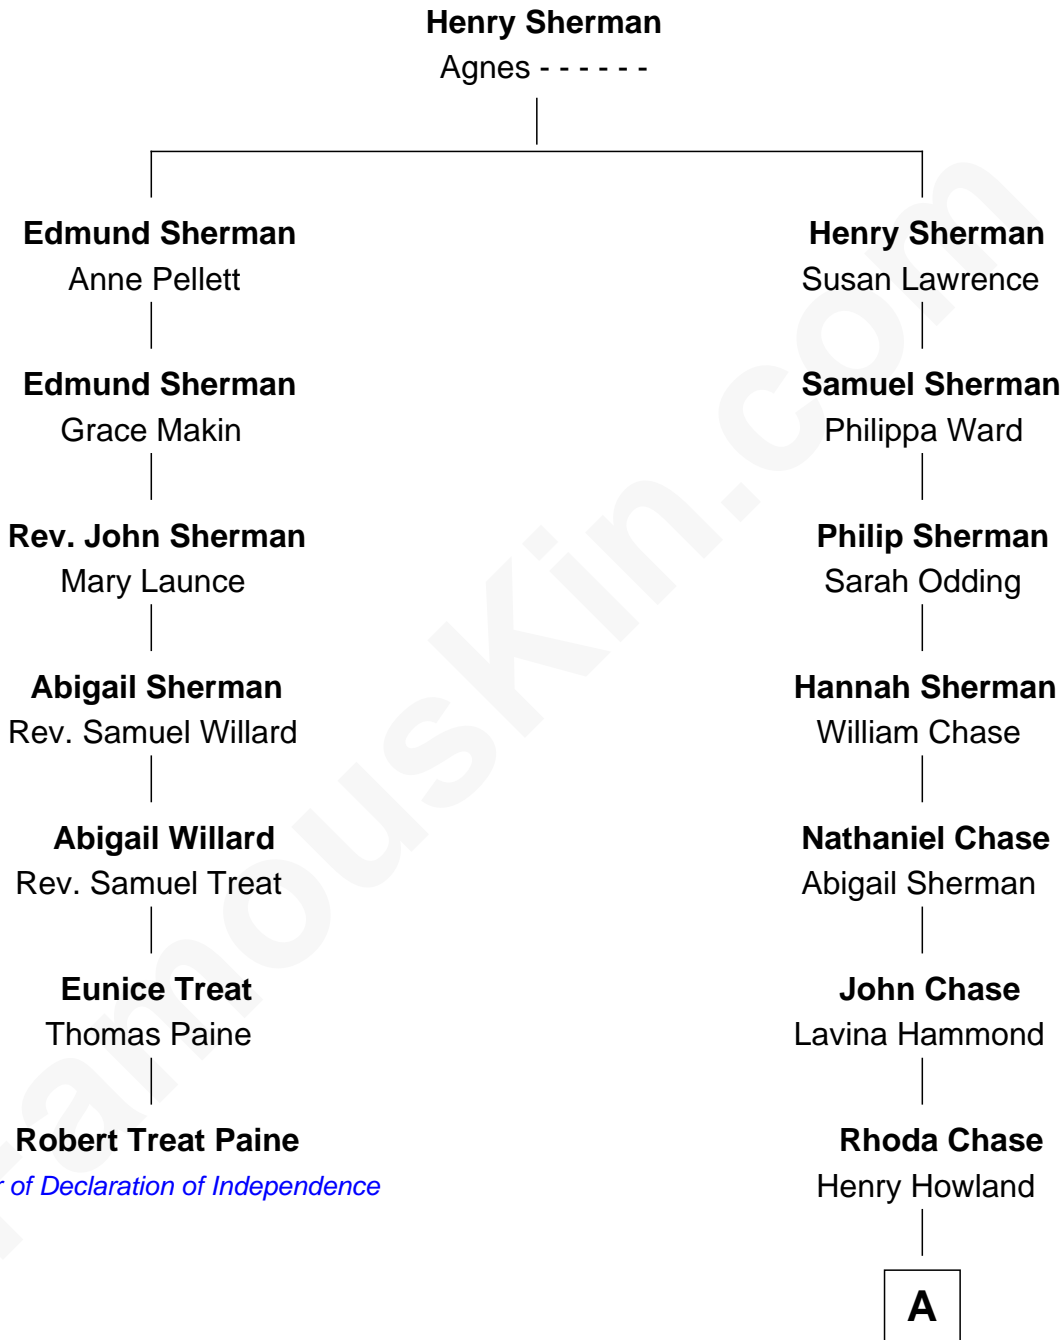 Henry Sherman
Agnes - - - - - -
Edmund Sherman
Anne Pellett
Henry Sherman
Susan Lawrence
Edmund Sherman
Grace Makin
Samuel Sherman
Philippa Ward
Rev. John Sherman
Mary Launce
Philip Sherman
Sarah Odding
Abigail Sherman
Rev. Samuel Willard
Hannah Sherman
William Chase
Abigail Willard
Rev. Samuel Treat
Nathaniel Chase
Abigail Sherman
Eunice Treat
Thomas Paine
John Chase
Lavina Hammond
Robert Treat Paine
r of Declaration of Independence
Rhoda Chase
Henry Howland
A
FamousKin.com